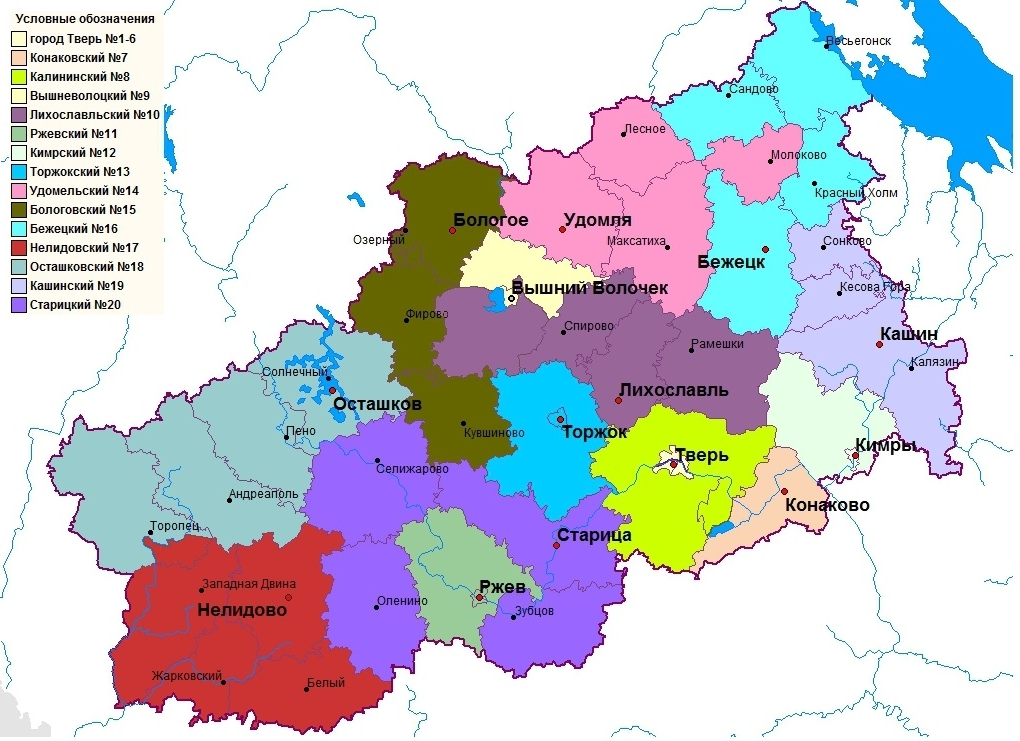 Условные обозначения
город Тверь №1-6
Конаковский №7
Калининский №8
Вышневолоцкий №9
Лихославльский №10
Ржевский №11
Кимрский №12
Торжокский №13
Удомельский №14
Бологовский №15
Бежецкий №16
Нелидовский №17
Осташковский №18
Кашинский №19
Старицкий №20
Весьегонск
Сандово
Лесное
Молоково
Красный Холм
Бологое
Удомля
Озерный
Максатиха
Сонково
Бежецк
Вышний Волочек
Кесова Гора
Фирово
Спирово
Кашин
Рамешки
Калязин
Солнечный
Лихославль
Осташков
Пено
Кувшиново
Торжок
Кимры
Тверь
Селижарово
Андреаполь
Конаково
Торопец
Старица
Западная Двина
Ржев
Нелидово
Оленино
Зубцов
Жарковский
Белый